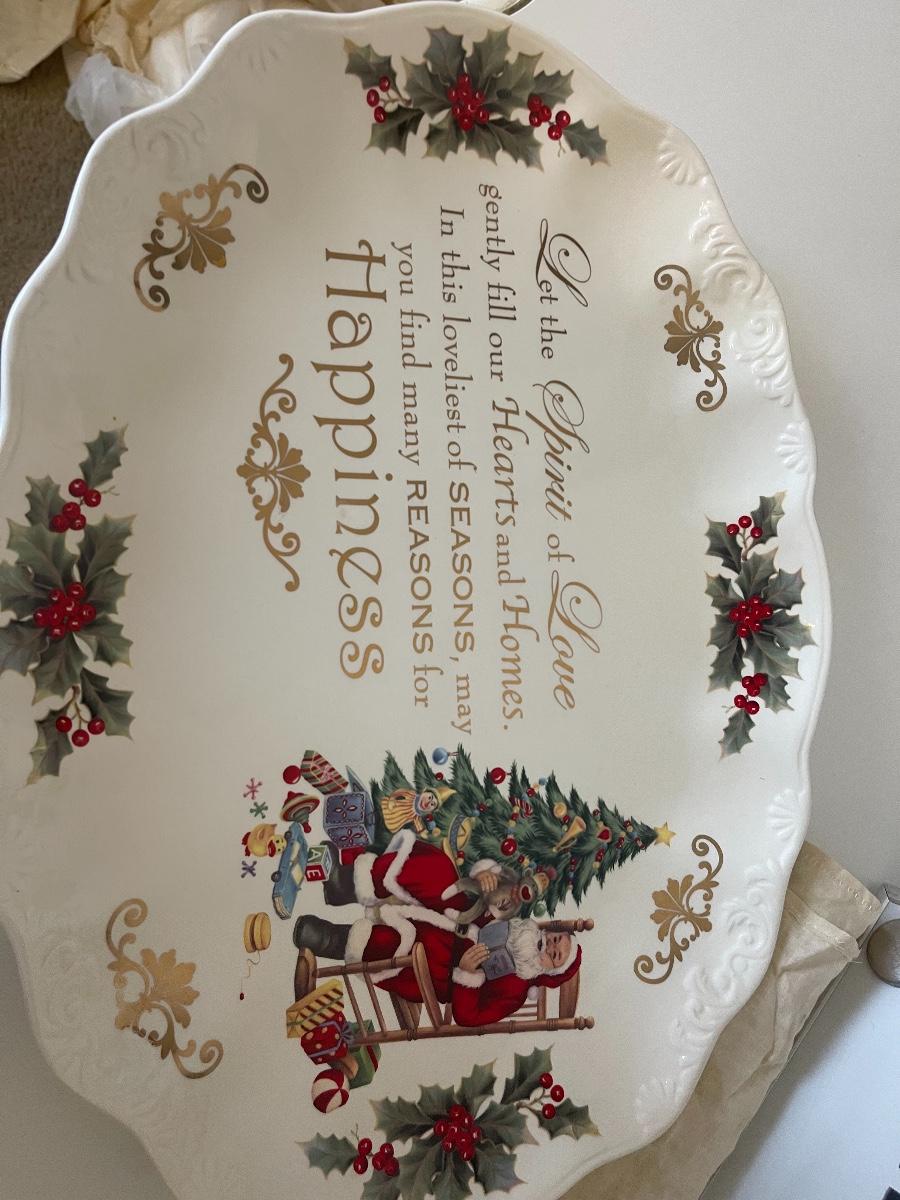 Let the Spirit of Love
gently fill our Hearts and Homes.
In this loveliest of SEASONS, may
you find many REASONS for
Happiness